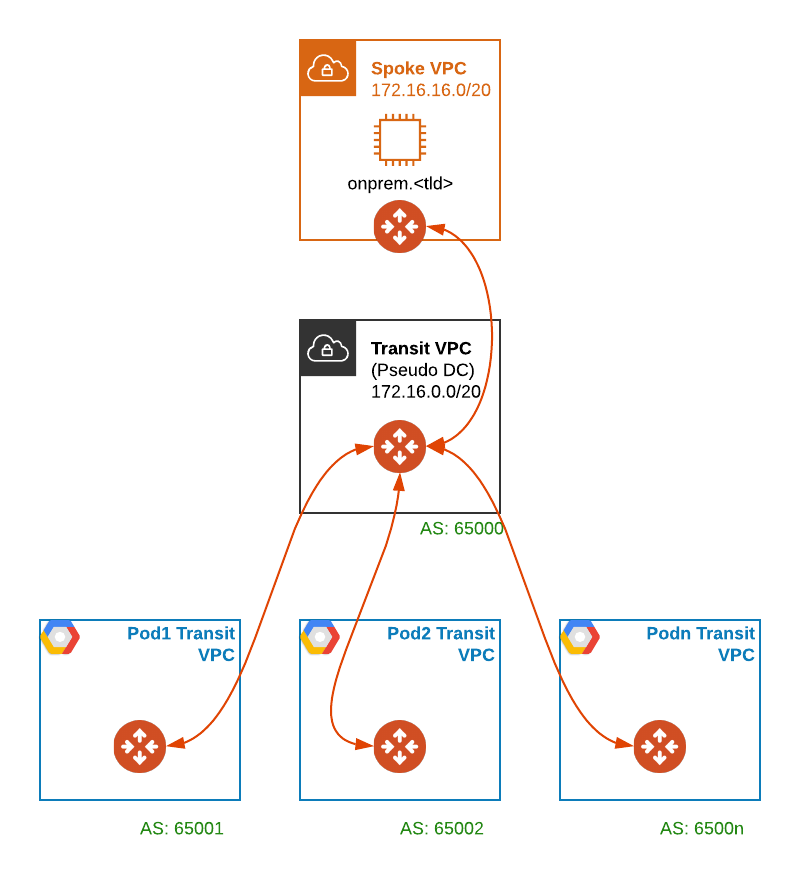 Spoke VPC
172.16.16.0/20
onprem.<tld>
Transit VPC
(Pseudo DC)
172.16.0.0/20
AS: 65000
Pod1 Transit
VPC
Pod2 Transit
VPC
Podn Transit
VPC
AS: 65001
AS: 65002
AS: 6500n